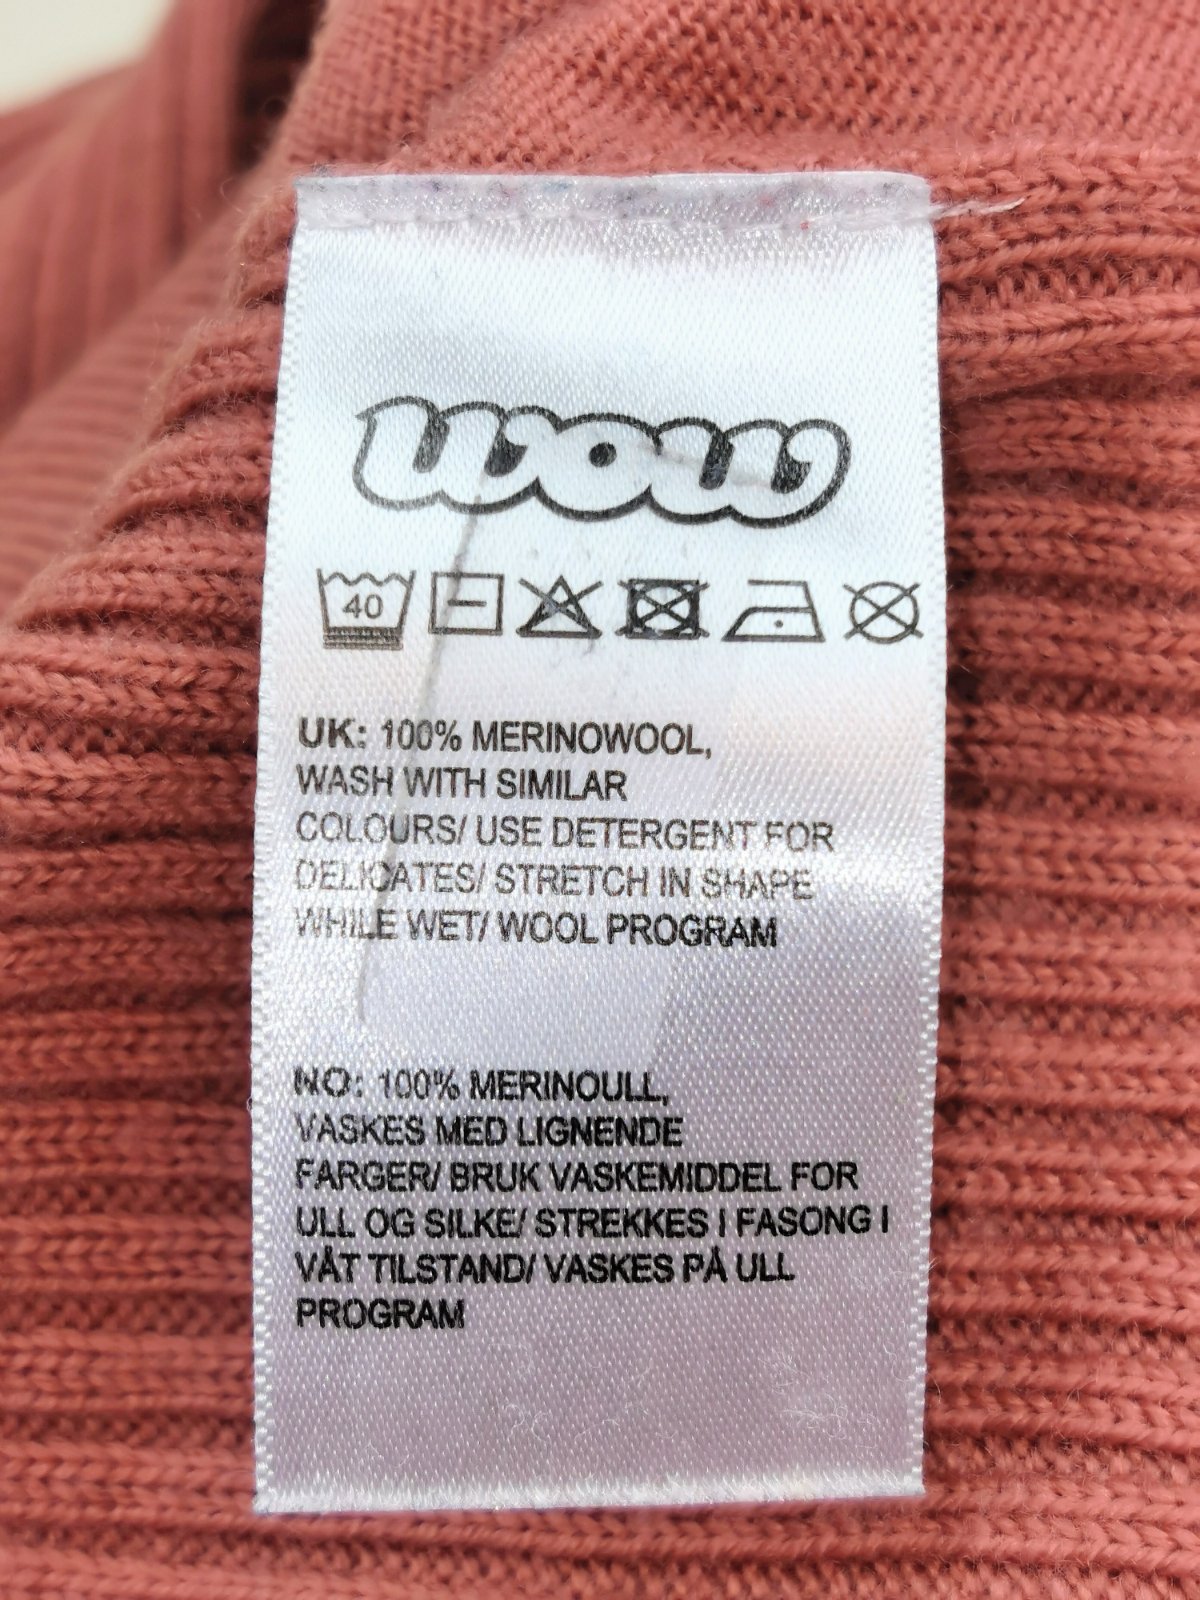 wow
40
UK: 100% MERINOWOOL,
WASH WITH SIMILAR
COLOURS/ USE DETERGENT FOR
DELICATES/ STRETCH IN SHAPE
WHILE WET/ WOOL PROGRAM
NO: 100% MERINOULL,
VASKES MED LIGNENDE
FARGER/ BRUK VASKEMIDDEL FOR
ULL OG SILKE/ STREKKES I FASONG I
VÅT TILSTAND/ VASKES PÅ ULL
PROGRAM